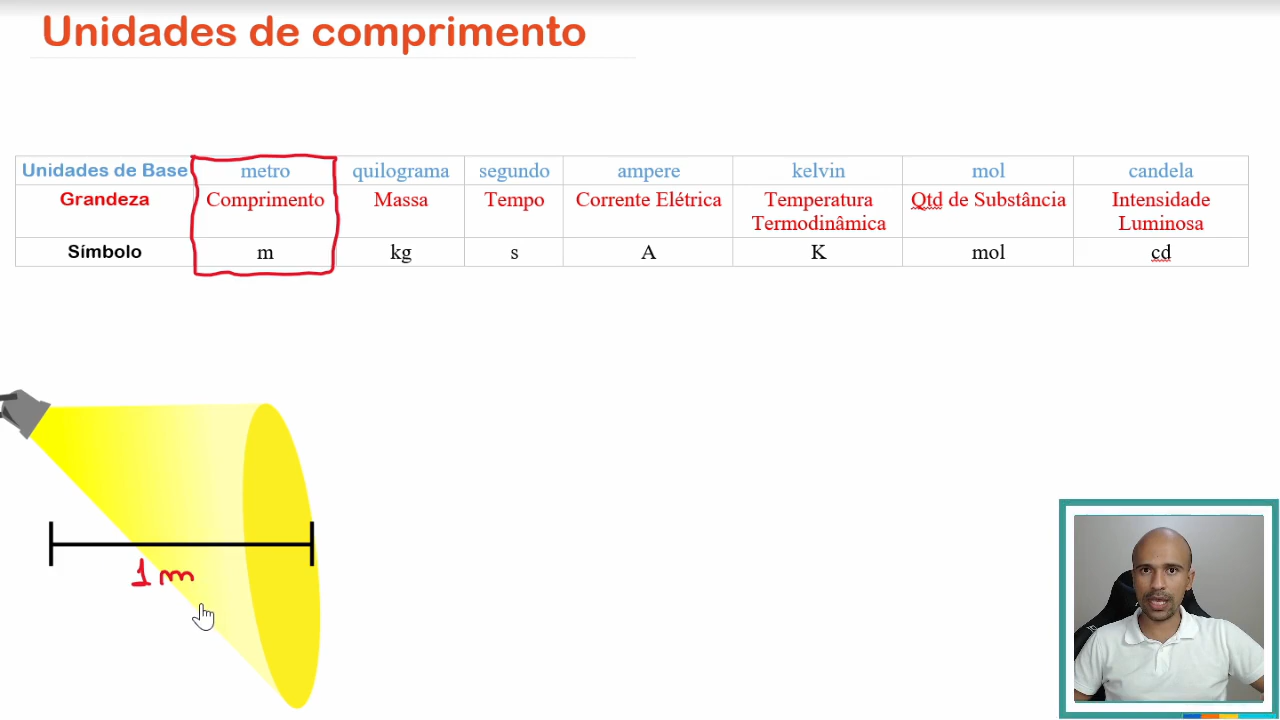 Unidades de comprimento
Unidades de Base metro quilograma segundo ampere kelvin mol candela
Grandeza Comprimento Massa Tempo Corrente Elétrica Temperatura Termodinâmica Qtd de Substância Intensidade Luminosa
Símbolo m kg s A K mol cd
1 m